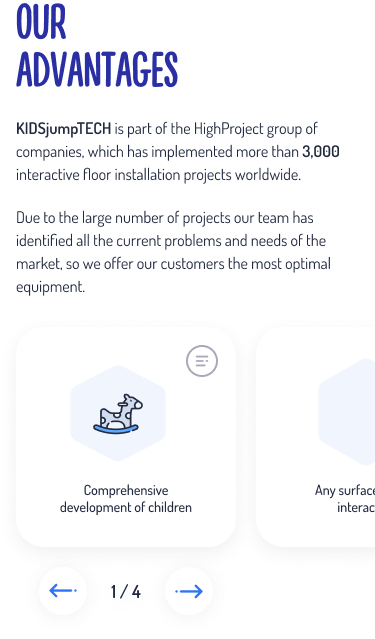 OUR
ADVANTAGES
KIDSjumpTECH is part of the HighProject group of
companies, which has implemented more than 3,000
interactive floor installation projects worldwide.
Due to the large number of projects our team has
identified all the current problems and needs of the
market, so we offer our customers the most optimal
equipment.
Comprehensive
development of children
Any surface
interac
1 / 4